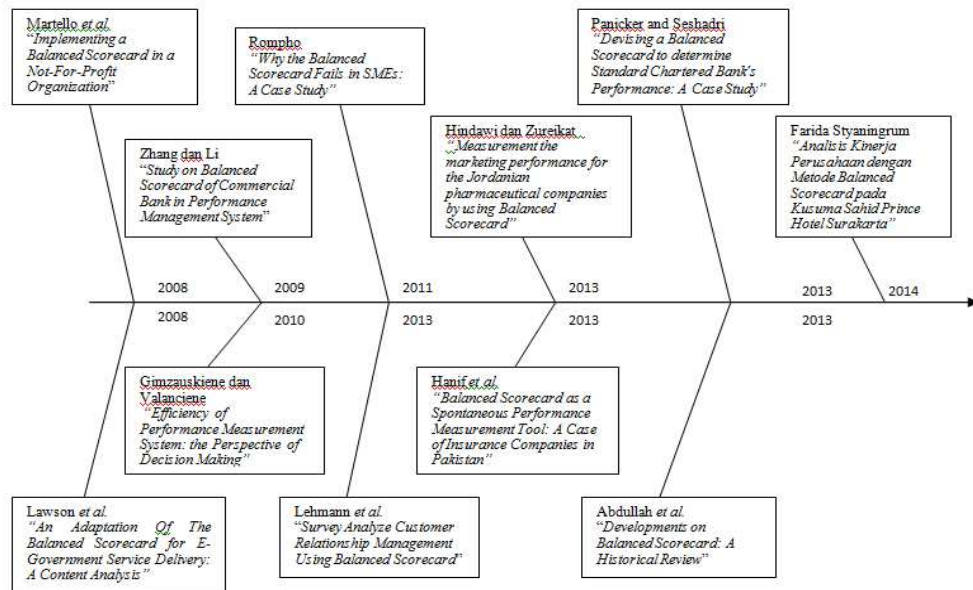 Martello et al.
“Implementing a
Balanced Scorecard in a
Not-For-Profit
Organization”
Rompho
“Why the Balanced
Scorecard Fails in SMEs:
A Case Study”
Panicker and Seshadri
“Devising a Balanced
Scorecard to determine
Standard Chartered Bank's
Performance: A Case Study”
Zhang dan Li
“Study on Balanced
Scorecard of Commercial
Bank in Performance
Management System”
Hindawi dan Zureikat
“Measurement the
marketing performance for
the Jordanian
pharmaceutical companies
by using Balanced
Scorecard”
Farida Styaningrum
“Analisis Kinerja
Perusahaan dengan
Metode Balanced
Scorecard pada
Kusuma Sahid Prince
Hotel Surakarta”
2008 2009 2011 2013 2013 2014
2008 2010 2013 2013 2013
Gimzauskiene dan
Valanciene
“Efficiency of
Performance Measurement
System: the Perspective of
Decision Making”
Hanif et al.
“Balanced Scorecard as a
Spontaneous Performance
Measurement Tool: A Case
of Insurance Companies in
Pakistan”
Lawson et al.
“An Adaptation Of The
Balanced Scorecard for E-
Government Service Delivery:
A Content Analysis”
Lehmann et al.
“Survey Analyze Customer
Relationship Management
Using Balanced Scorecard”
Abdullah et al.
“Developments on
Balanced Scorecard: A
Historical Review”